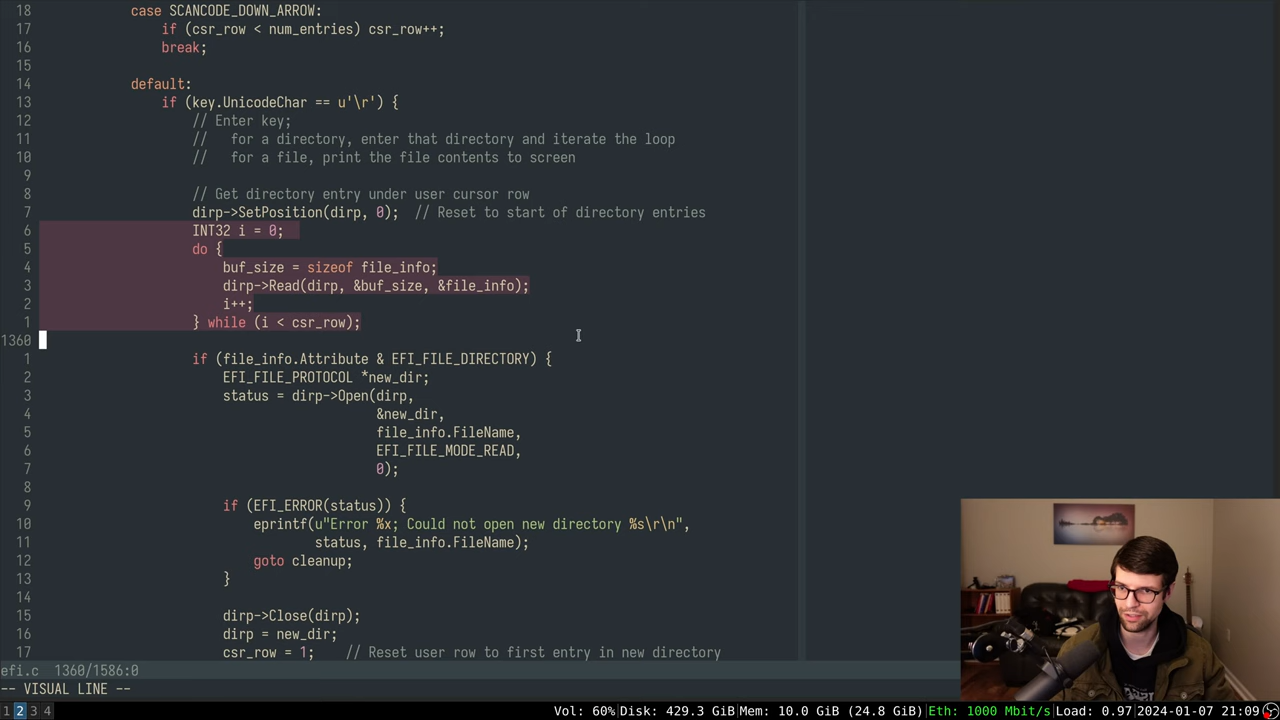 18             case SCANCODE_DOWN_ARROW:
17                 if (csr_row < num_entries) csr_row++;
16                 break;
15
14             default:
13                 if (key.UnicodeChar == u'\r') {
12                     // Enter key;
11                     //   for a directory, enter that directory and iterate the loop
10                     //   for a file, print the file contents to screen
9
8                     // Get directory entry under user cursor row
7                     dirp->SetPosition(dirp, 0);  // Reset to start of directory entries
6                     INT32 i = 0;
5                     do {
4                         buf_size = sizeof file_info;
3                         dirp->Read(dirp, &buf_size, &file_info);
2                         i++;
1                     } while (i < csr_row);
1360
1                     if (file_info.Attribute & EFI_FILE_DIRECTORY) {
2                         EFI_FILE_PROTOCOL *new_dir;
3                         status = dirp->Open(dirp,
4                                             &new_dir,
5                                             file_info.FileName,
6                                             EFI_FILE_MODE_READ,
7                                             0);
8
9                         if (EFI_ERROR(status)) {
10                             eprintf(u"Error %x; Could not open new directory %s\r\n",
11                                     status, file_info.FileName);
12                             goto cleanup;
13                         }
14
15                         dirp->Close(dirp);
16                         dirp = new_dir;
17                         csr_row = 1;    // Reset user row to first entry in new directory
efi.c  1360/1586:0
-- VISUAL LINE --
1 2 3 4 Vol: 60%|Disk: 429.3 GiB|Mem: 10.0 GiB (24.8 GiB)|Eth: 1000 Mbit/s|Load: 0.97|2024-01-07 21:09